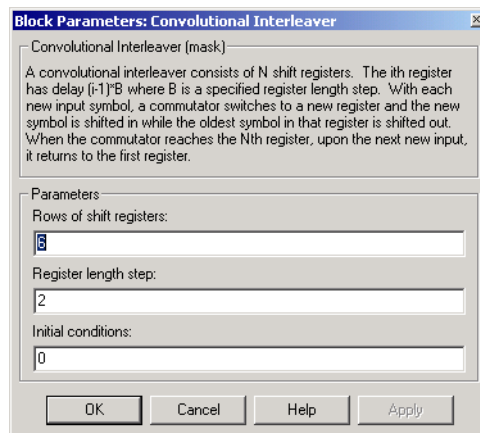 Block Parameters: Convolutional Interleaver
Convolutional Interleaver (mask)
A convolutional interleaver consists of N shift registers.  The ith register
has delay (i-1)*B where B is a specified register length step.  With each
new input symbol, a commutator switches to a new register and the new
symbol is shifted in while the oldest symbol in that register is shifted out.
When the commutator reaches the Nth register, upon the next new input,
it returns to the first register.
Parameters
Rows of shift registers:
6
Register length step:
2
Initial conditions:
0
OK Cancel Help Apply